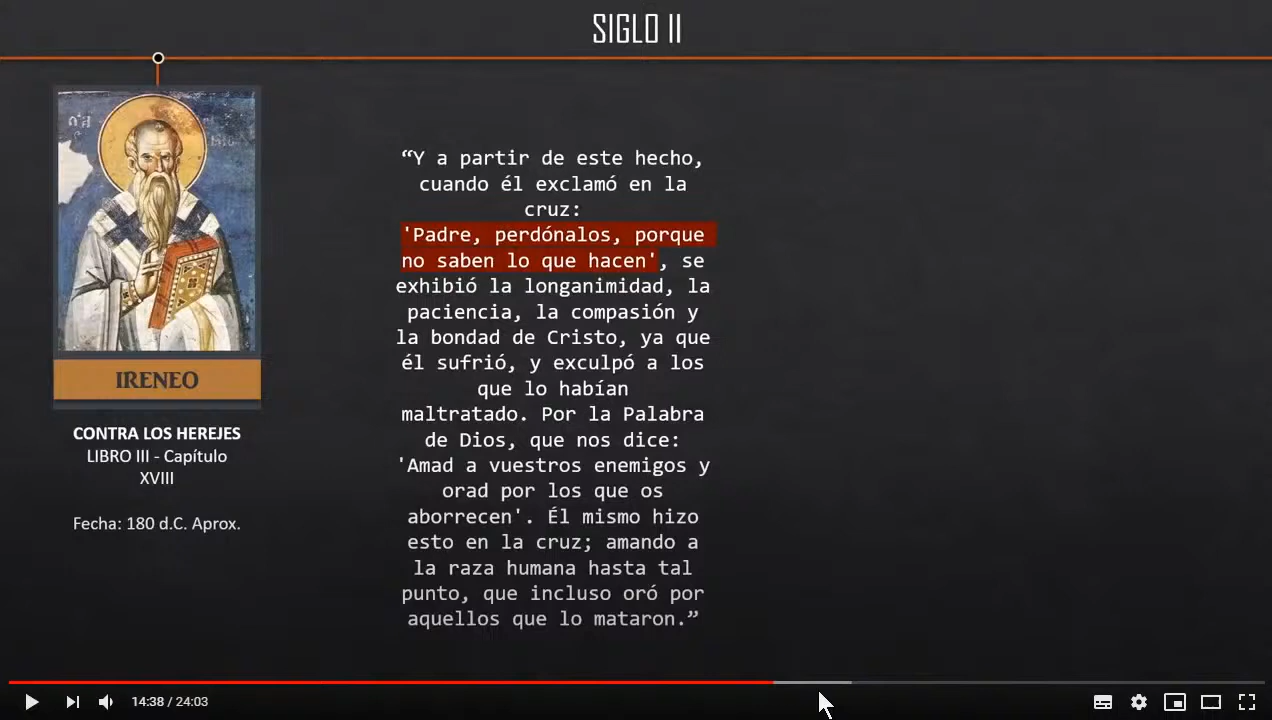 SIGLO II
IRENEO
CONTRA LOS HEREJES
LIBRO III - Capítulo
XVIII
Fecha: 180 d.C. Aprox.
“Y a partir de este hecho,
cuando él exclamó en la
cruz:
'Padre, perdónalos, porque
no saben lo que hacen', se
exhibió la longanimidad, la
paciencia, la compasión y
la bondad de Cristo, ya que
él sufrió, y exculpó a los
que lo habían
maltratado. Por la Palabra
de Dios, que nos dice:
'Amad a vuestros enemigos y
orad por los que os
aborrecen'. Él mismo hizo
esto en la cruz; amando a
la raza humana hasta tal
punto, que incluso oró por
aquellos que lo mataron.”
14:38 / 24:03